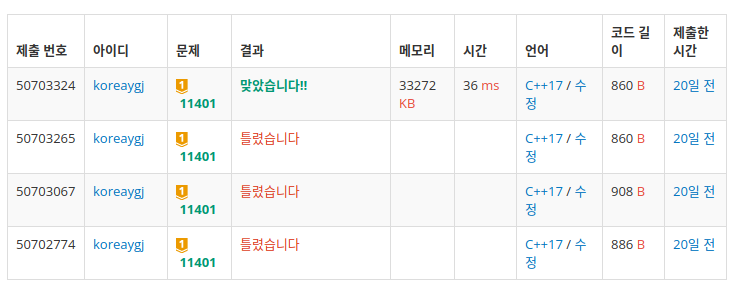 제출 번호 아이디 문제 결과 메모리 시간 언어 코드 길이 제출한 시간
50703324 koreaygj 1 11401 맞았습니다!! 33272 KB 36 ms C++17 / 수정 860 B 20일 전
50703265 koreaygj 1 11401 틀렸습니다 C++17 / 수정 860 B 20일 전
50703067 koreaygj 1 11401 틀렸습니다 C++17 / 수정 908 B 20일 전
50702774 koreaygj 1 11401 틀렸습니다 C++17 / 수정 886 B 20일 전